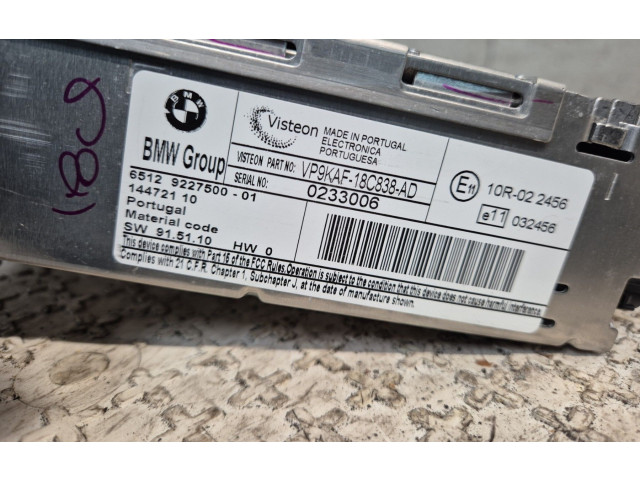 189
BMW
BMW Group
6512 9227500 - 01
144721 10
Portugal
Material code
SW 91.51.10 HW 0
Visteon MADE IN PORTUGAL
ELECTRONICA
PORTUGUESA
VISTEON PART NO: VP9KAF-18C838-AD
SERIAL NO: 0233006
E11 10R-02 2456
e11 032456
This device complies with Part 15 of the FCC Rules.Operation is subject to the condition that this device does not cause harmful interference.
Complies with 21 C.F.R. Chapter 1, Subchapter J, at the date of manufacture shown.